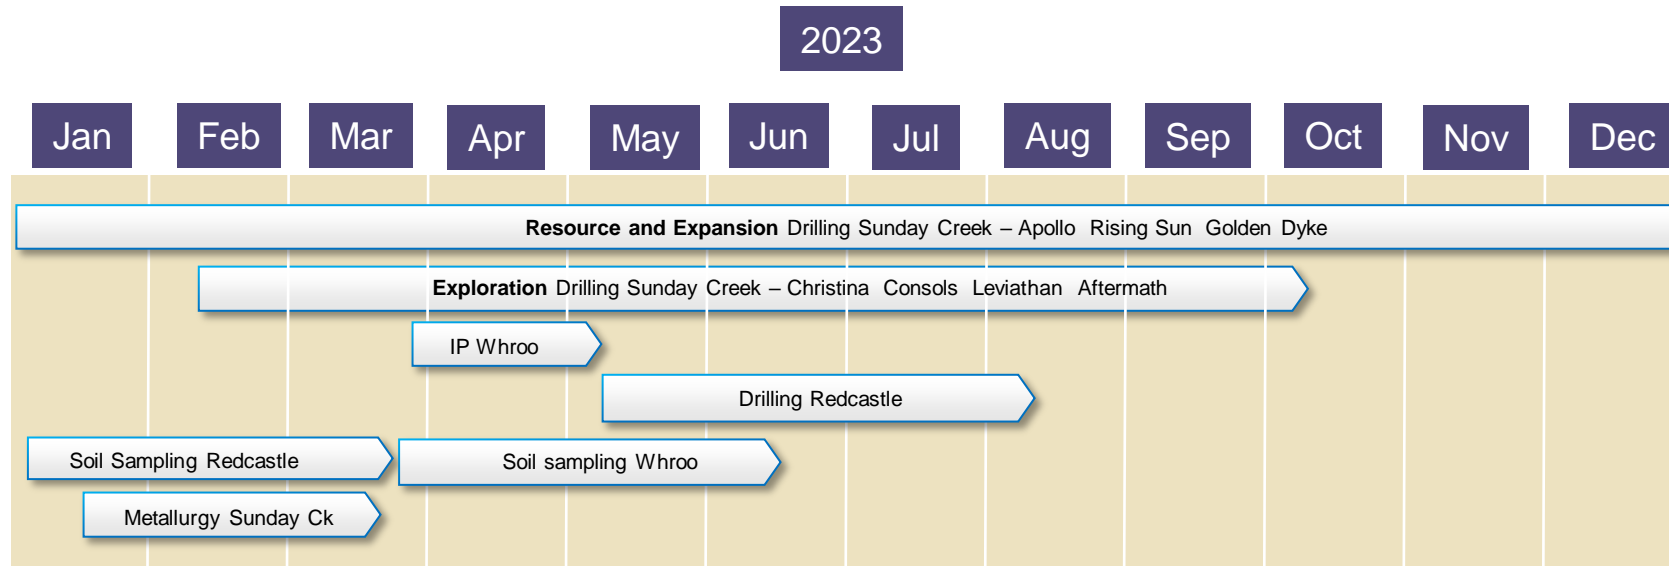 2023
Jan Feb Mar Apr May Jun Jul Aug Sep Oct Nov Dec
Resource and Expansion Drilling Sunday Creek – Apollo Rising Sun Golden Dyke
Exploration Drilling Sunday Creek – Christina Consols Leviathan Aftermath
IP Whroo
Drilling Redcastle
Soil Sampling Redcastle
Soil sampling Whroo
Metallurgy Sunday Ck